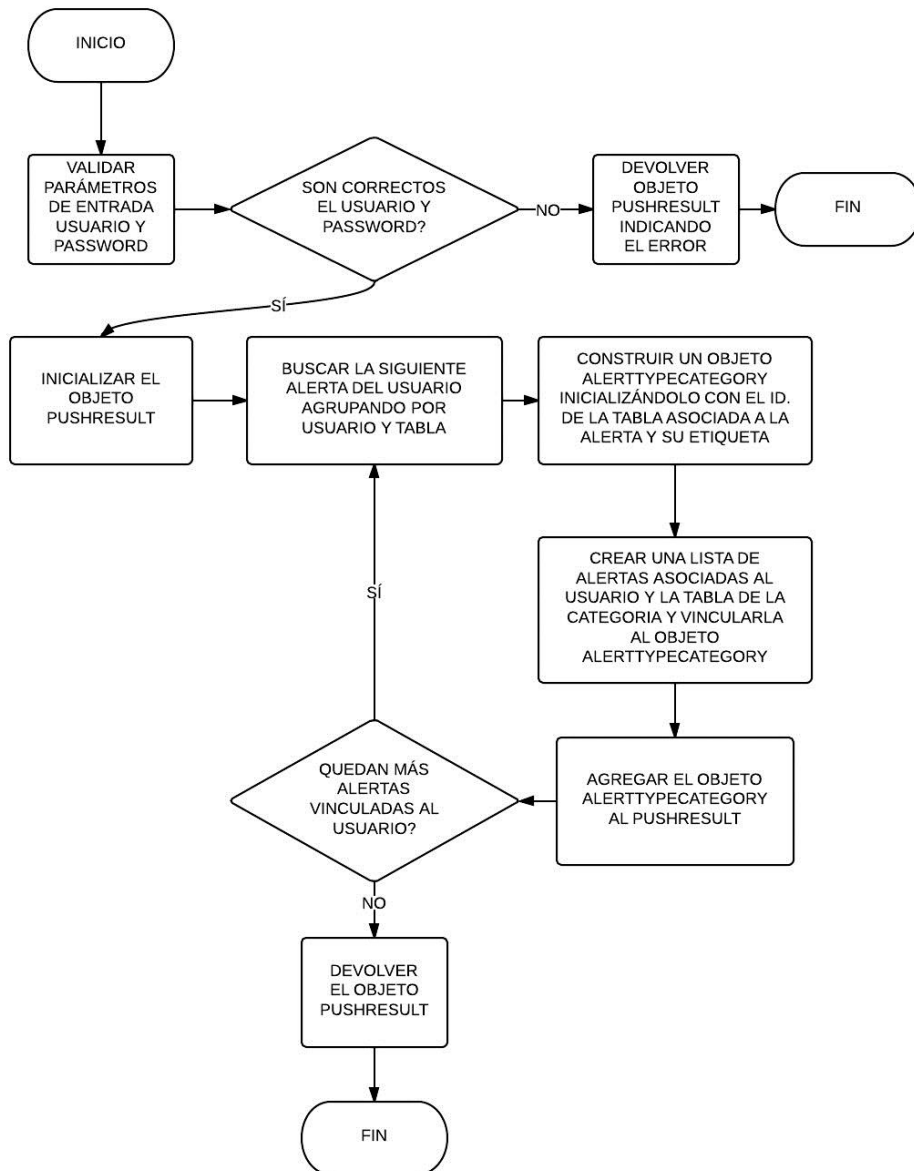 INICIO
VALIDAR
PARÁMETROS
DE ENTRADA
USUARIO Y
PASSWORD
SON CORRECTOS
EL USUARIO Y
PASSWORD?
NO
DEVOLVER
OBJETO
PUSHRESULT
INDICANDO
EL ERROR
FIN
SÍ
INICIALIZAR EL
OBJETO
PUSHRESULT
BUSCAR LA SIGUIENTE
ALERTA DEL USUARIO
AGRUPANDO POR
USUARIO Y TABLA
CONSTRUIR UN OBJETO
ALERTTYPECATEGORY
INICIALIZÁNDOLO CON EL ID.
DE LA TABLA ASOCIADA A LA
ALERTA Y SU ETIQUETA
CREAR UNA LISTA DE
ALERTAS ASOCIADAS AL
USUARIO Y LA TABLA DE LA
CATEGORIA Y VINCULARLA
AL OBJETO
ALERTTYPECATEGORY
AGREGAR EL OBJETO
ALERTTYPECATEGORY
AL PUSHRESULT
QUEDAN MÁS
ALERTAS
VINCULADAS AL
USUARIO?
SÍ
NO
DEVOLVER
EL OBJETO
PUSHRESULT
FIN